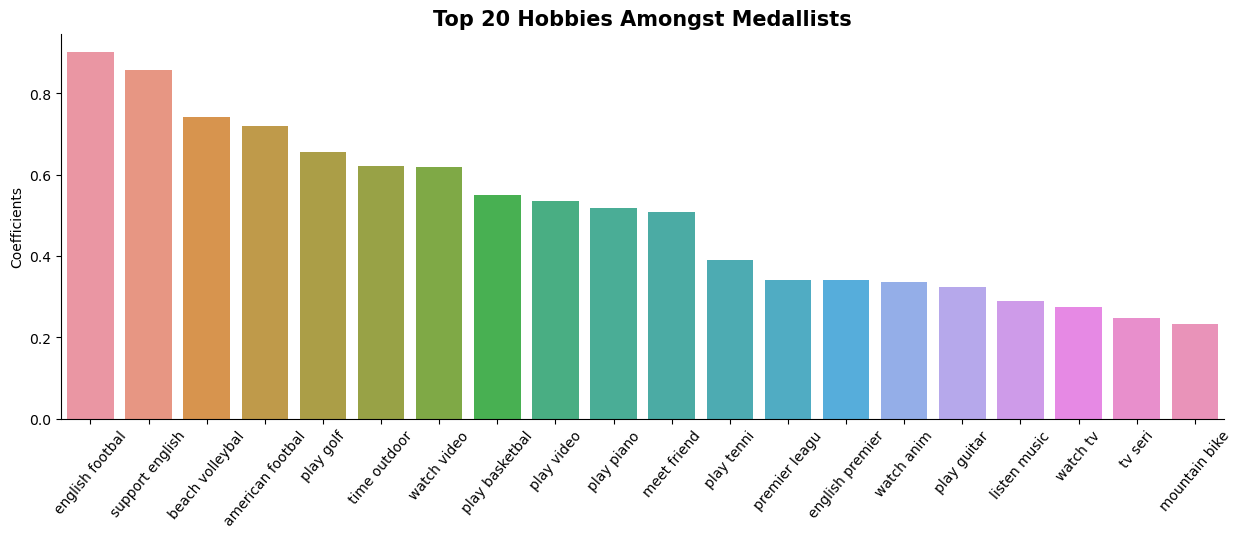 Top 20 Hobbies Amongst Medallists
Coefficients
0.8
0.6
0.4
0.2
0.0
english footbal
support english
beach volleybal
american footbal
play golf
time outdoor
watch video
play basketbal
play video
play piano
meet friend
play tenni
premier leagu
english premier
watch anim
play guitar
listen music
watch tv
tv seri
mountain bike